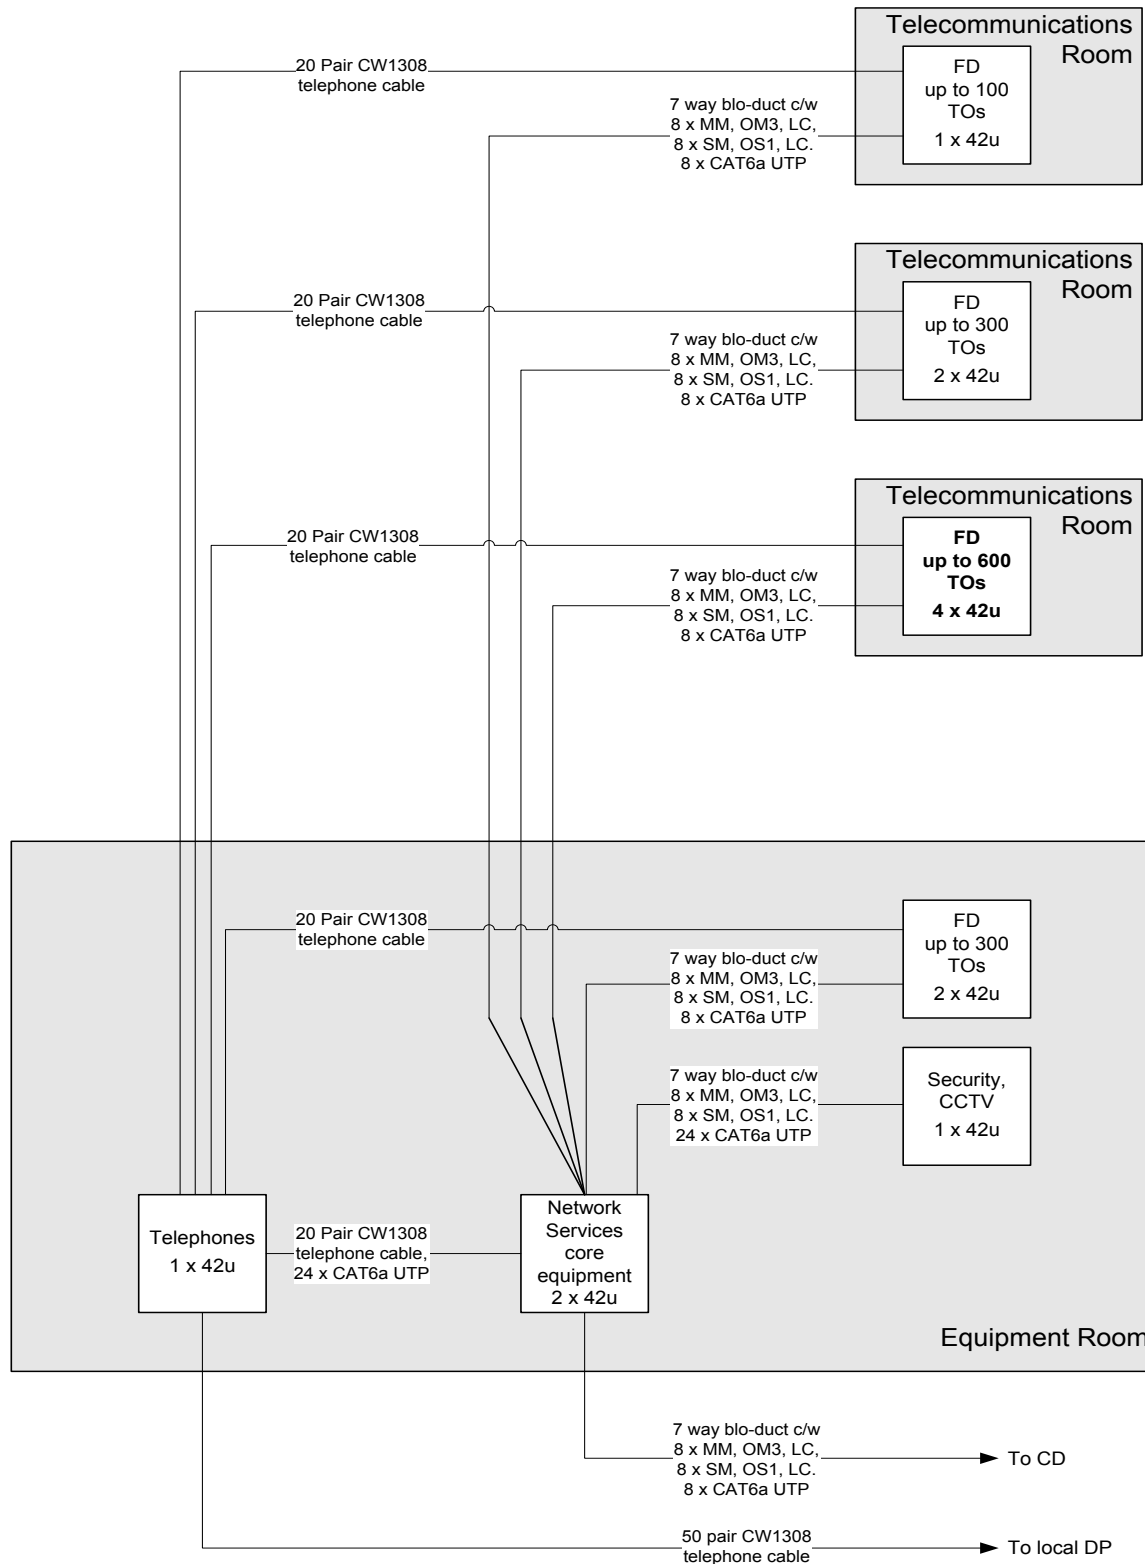 Telecommunications
Room
20 Pair CW1308
telephone cable
FD
up to 100
TOs
1 x 42u
7 way blo-duct c/w
8 x MM, OM3, LC,
8 x SM, OS1, LC.
8 x CAT6a UTP
Telecommunications
Room
20 Pair CW1308
telephone cable
FD
up to 300
TOs
2 x 42u
7 way blo-duct c/w
8 x MM, OM3, LC,
8 x SM, OS1, LC.
8 x CAT6a UTP
Telecommunications
Room
20 Pair CW1308
telephone cable
FD
up to 600
TOs
4 x 42u
7 way blo-duct c/w
8 x MM, OM3, LC,
8 x SM, OS1, LC.
8 x CAT6a UTP
20 Pair CW1308
telephone cable
FD
up to 300
TOs
2 x 42u
7 way blo-duct c/w
8 x MM, OM3, LC,
8 x SM, OS1, LC.
8 x CAT6a UTP
7 way blo-duct c/w
8 x MM, OM3, LC,
8 x SM, OS1, LC.
24 x CAT6a UTP
Security,
CCTV
1 x 42u
Telephones
1 x 42u
20 Pair CW1308
telephone cable,
24 x CAT6a UTP
Network
Services
core
equipment
2 x 42u
Equipment Room
7 way blo-duct c/w
8 x MM, OM3, LC,
8 x SM, OS1, LC.
8 x CAT6a UTP
To CD
50 pair CW1308
telephone cable
To local DP